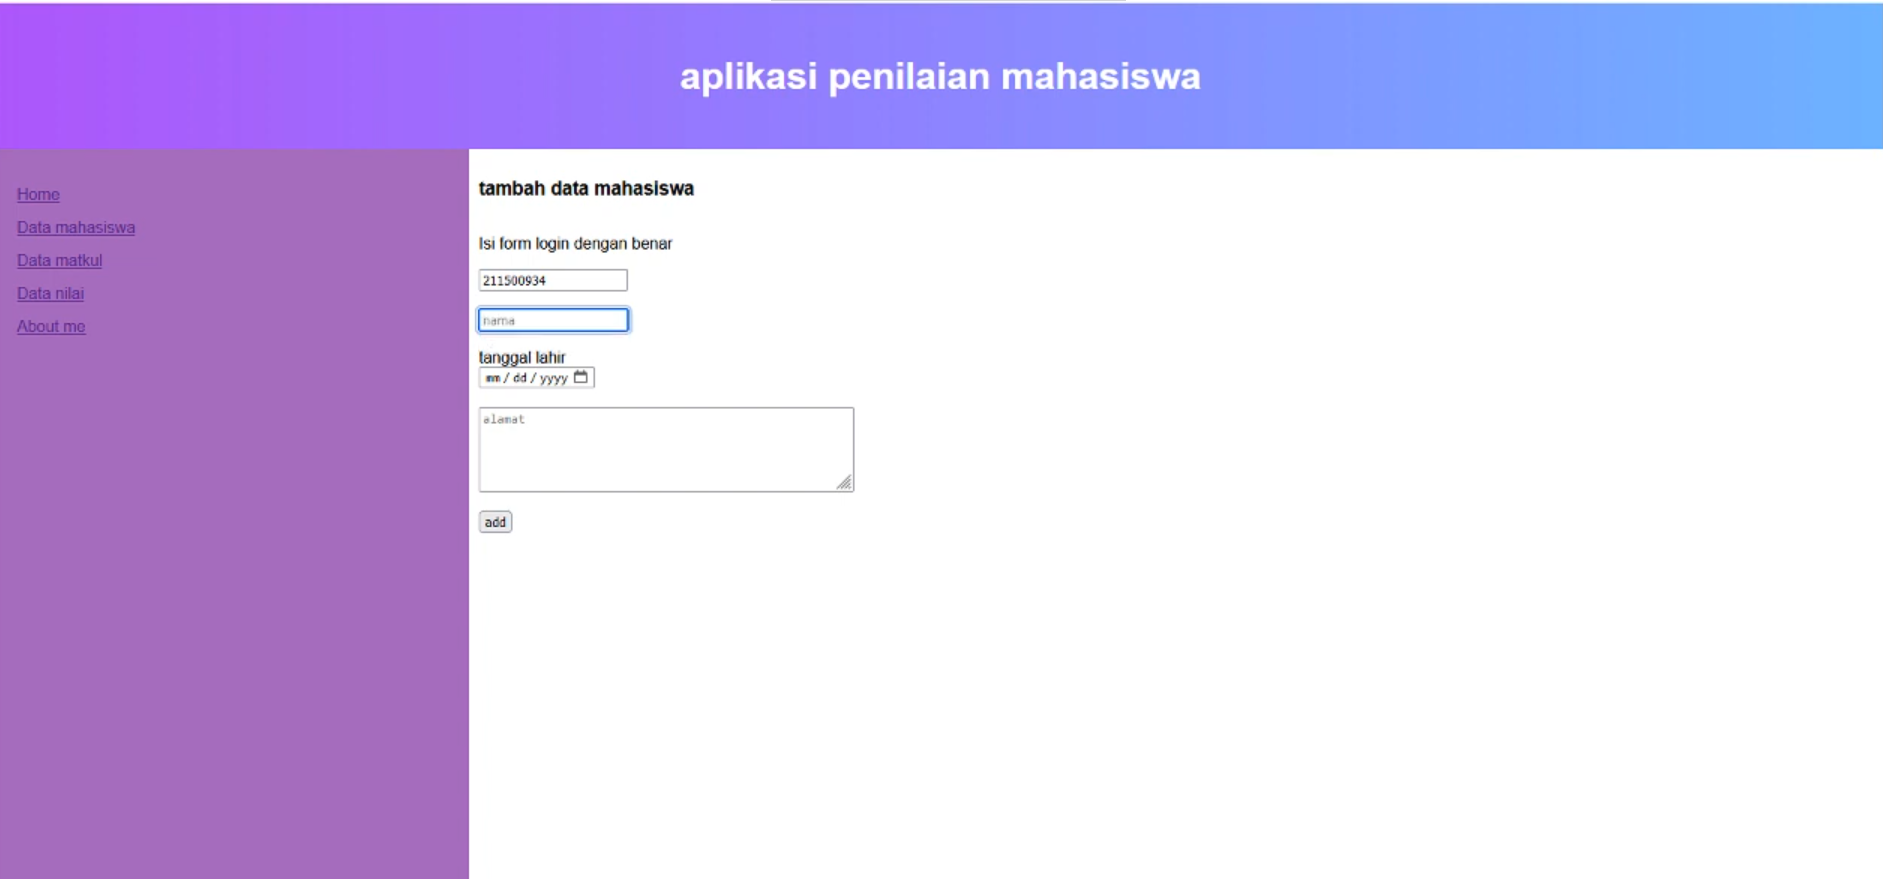 aplikasi penilaian mahasiswa
Home
Data mahasiswa
Data matkul
Data nilai
About me
tambah data mahasiswa
Isi form login dengan benar
211500934
nama
tanggal lahir
mm / dd / yyyy
alamat
add